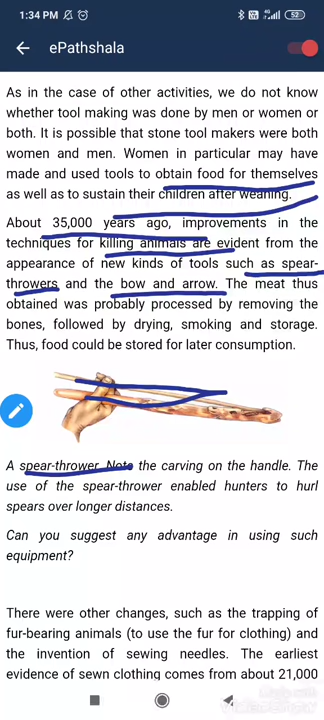 1:34 PM
52
ePathshala
As in the case of other activities, we do not know
whether tool making was done by men or women or
both. It is possible that stone tool makers were both
women and men. Women in particular may have
made and used tools to obtain food for themselves
as well as to sustain their children after weaning.
About 35,000 years ago, improvements in the
techniques for killing animals are evident from the
appearance of new kinds of tools such as spear-
throwers and the bow and arrow. The meat thus
obtained was probably processed by removing the
bones, followed by drying, smoking and storage.
Thus, food could be stored for later consumption.
A spear-thrower. Note the carving on the handle. The
use of the spear-thrower enabled hunters to hurl
spears over longer distances.
Can you suggest any advantage in using such
equipment?
There were other changes, such as the trapping of
fur-bearing animals (to use the fur for clothing) and
the invention of sewing needles. The earliest
evidence of sewn clothing comes from about 21,000